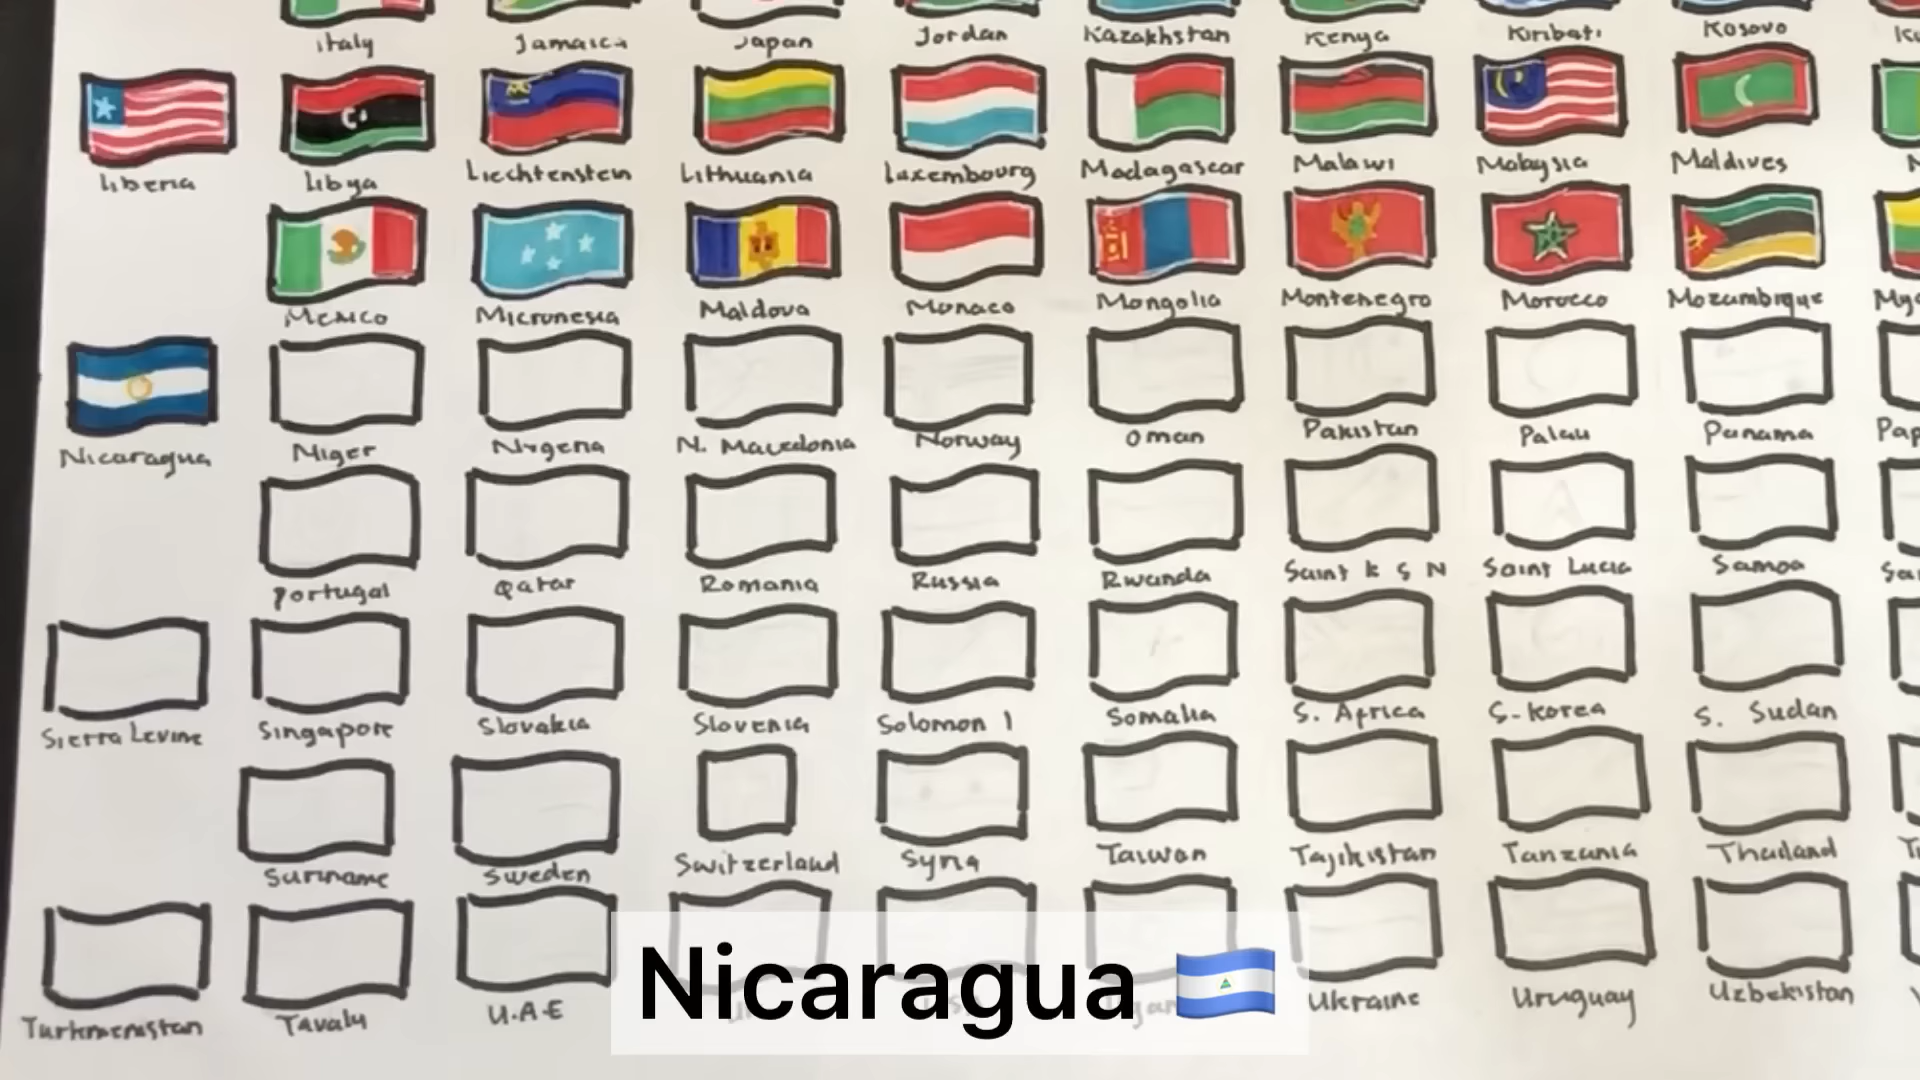 Italy Jamaica Japan Jordan Kazakhstan Kenya Kiribati Kosovo
Liberia Libya Liechtenstein Lithuania Luxembourg Madagascar Malawi Malaysia Maldives
Mexico Micronesia Maldova Monaco Mongolia Montenegro Morocco Mozambique
Nicaragua Niger Nigeria N. Macedonia Norway Oman Pakistan Palau Panama
Portugal Qatar Romania Russia Rwanda Saint K S N Saint Lucia Samoa
Sierra Levine Singapore Slovakia Slovenia Solomon I Somalia S. Africa S-Korea S. Sudan
Suriname Sweden Switzerland Syria Taiwan Tajikistan Tanzania Thailand
Turkmenistan Tavalu U.A.E Ukraine Uruguay Uzbekistan
Nicaragua